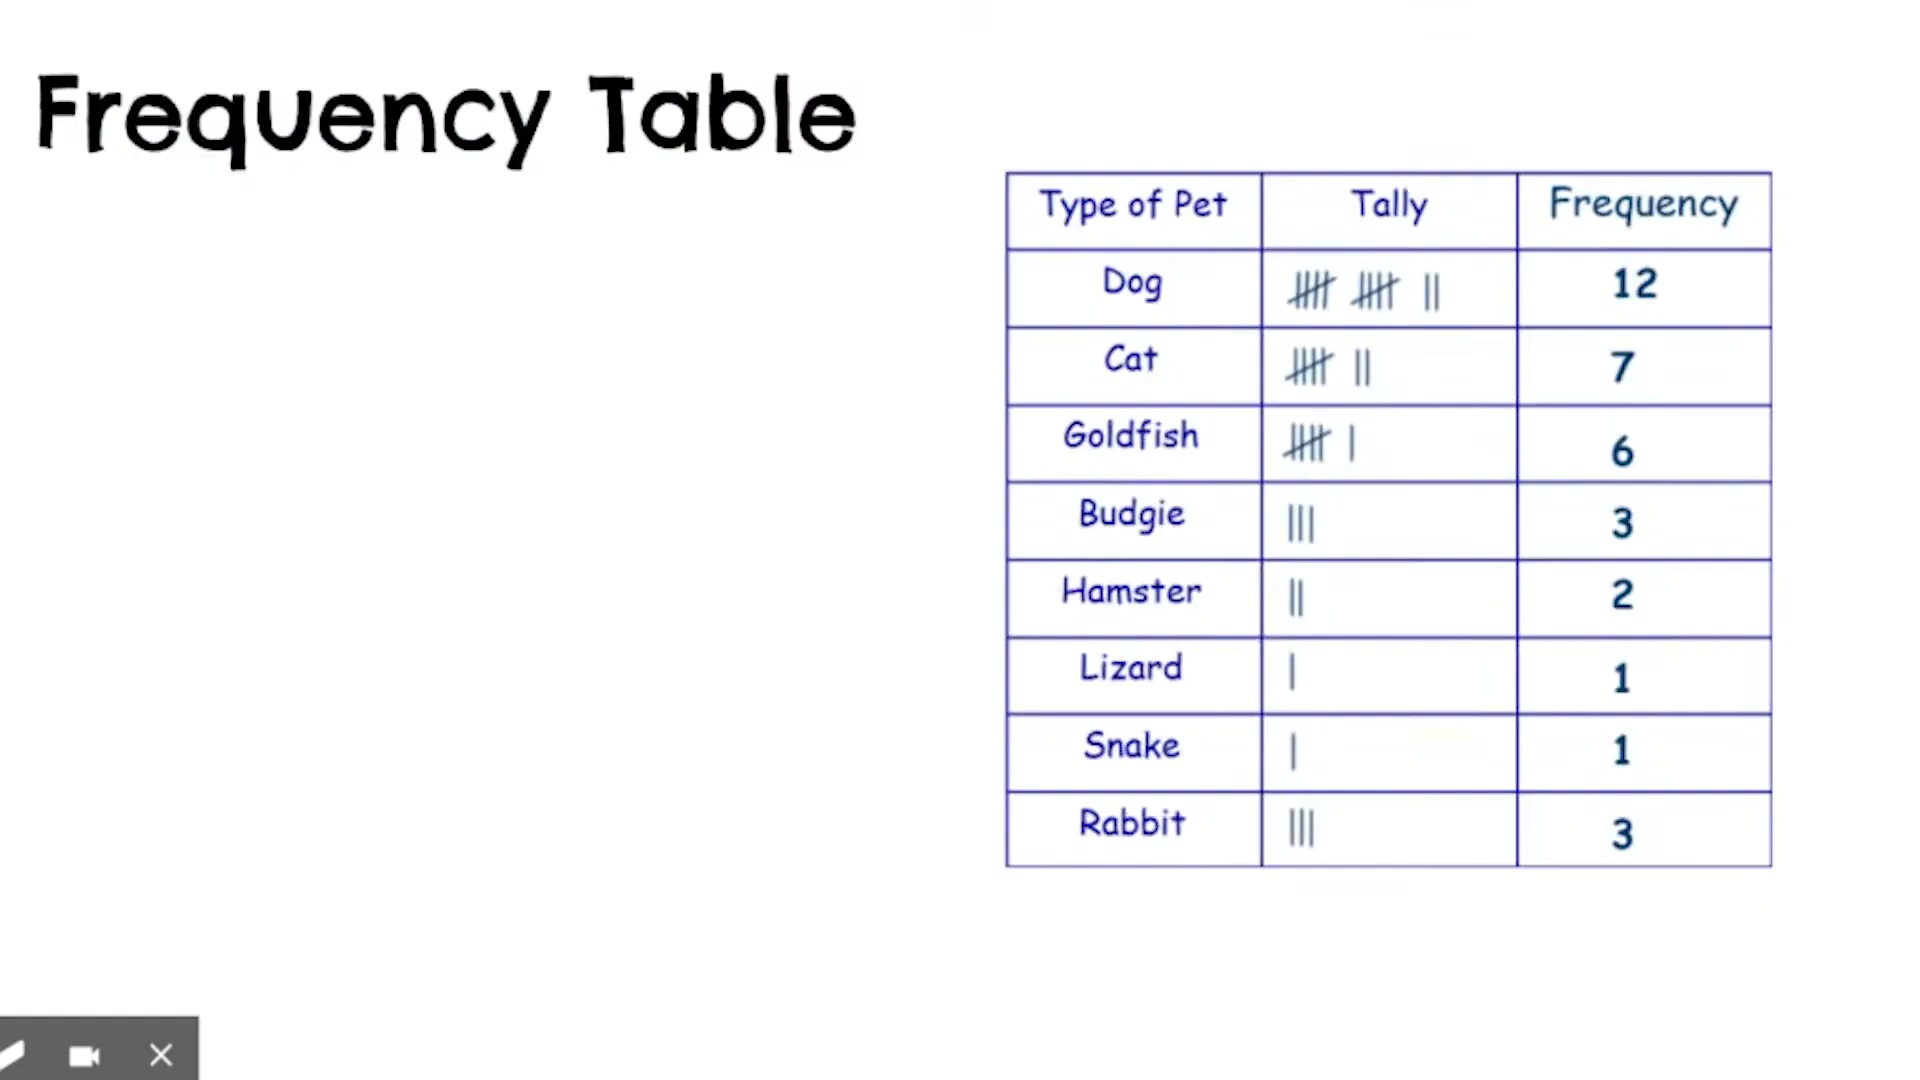 Frequency Table
Type of Pet Tally Frequency
Dog 12
Cat 7
Goldfish 6
Budgie 3
Hamster 2
Lizard 1
Snake 1
Rabbit 3